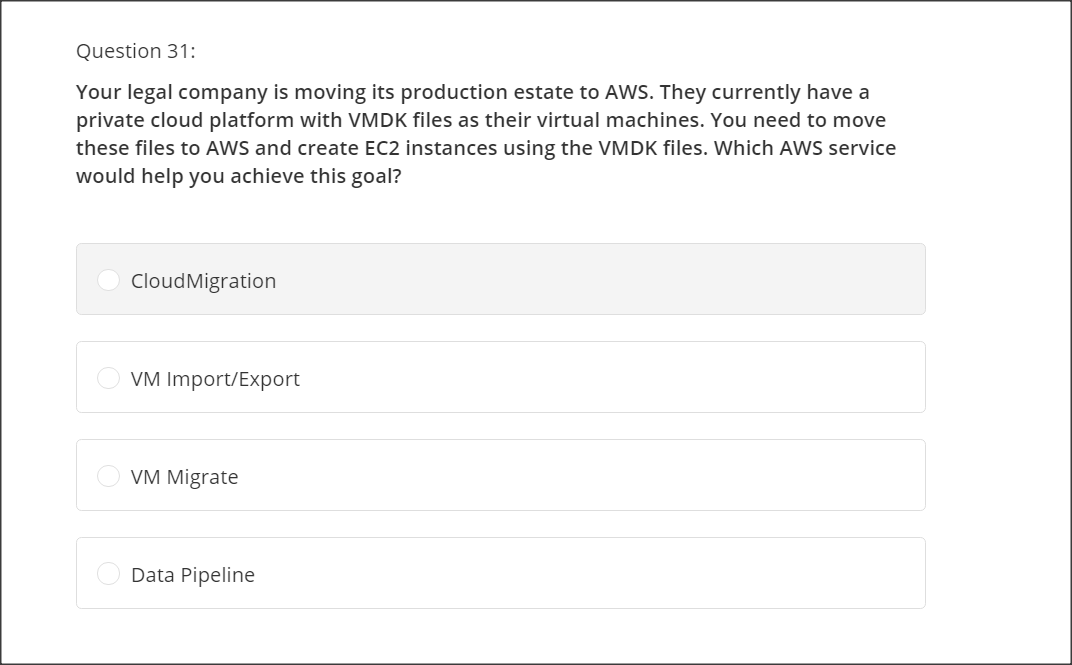 Question 31:
Your legal company is moving its production estate to AWS. They currently have a
private cloud platform with VMDK files as their virtual machines. You need to move
these files to AWS and create EC2 instances using the VMDK files. Which AWS service
would help you achieve this goal?
CloudMigration
VM Import/Export
VM Migrate
Data Pipeline